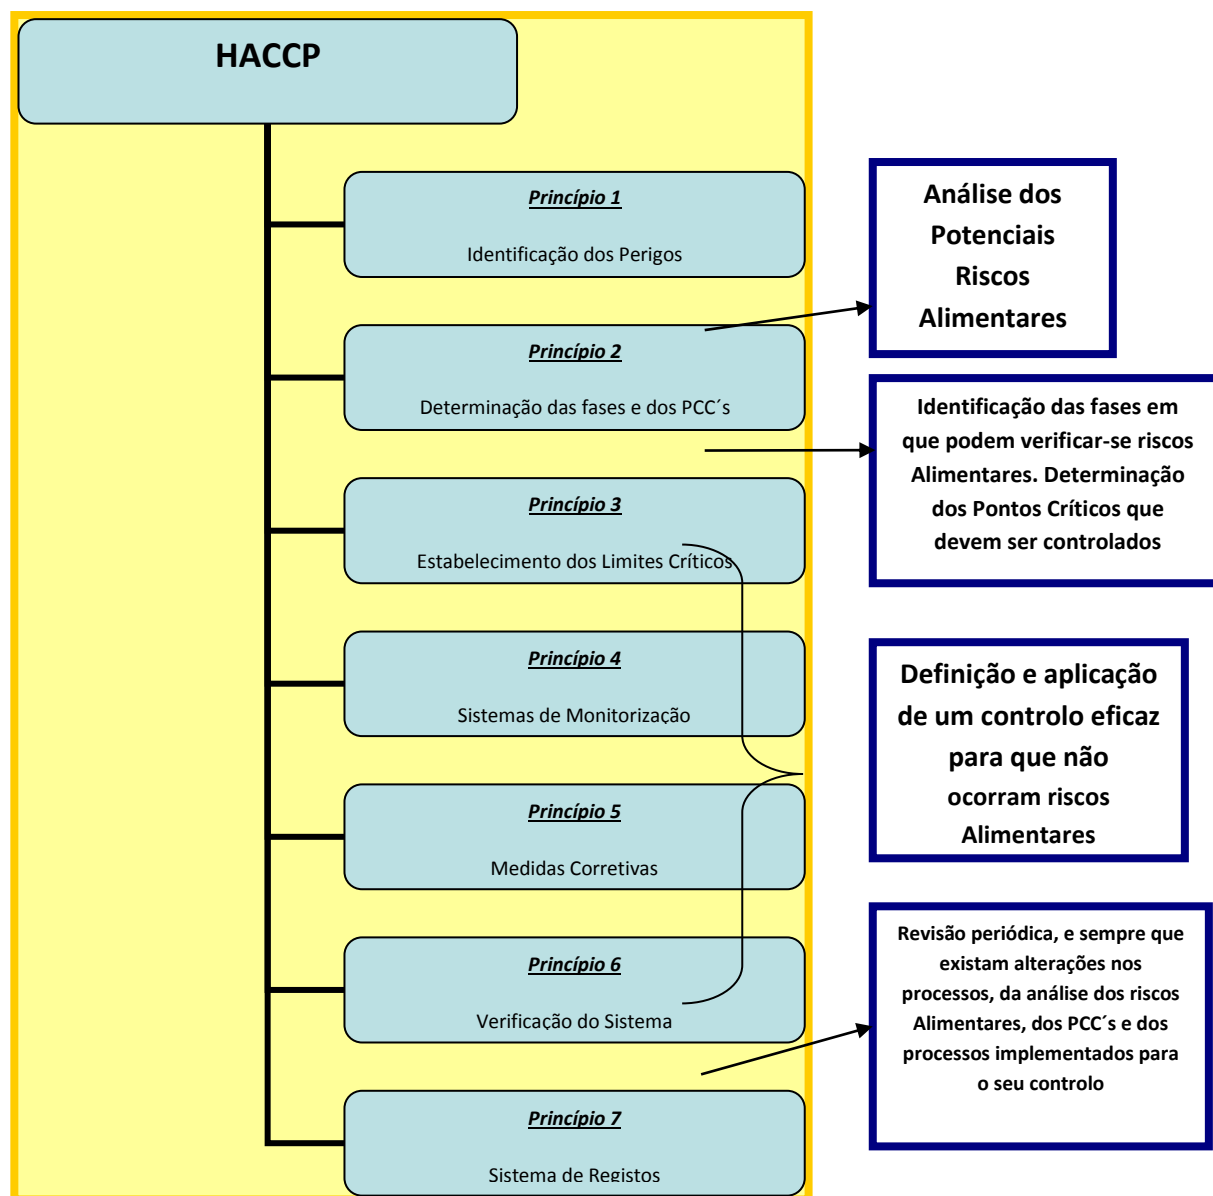 HACCP
Princípio 1
Identificação dos Perigos
Princípio 2
Determinação das fases e dos PCC´s
Princípio 3
Estabelecimento dos Limites Críticos
Princípio 4
Sistemas de Monitorização
Princípio 5
Medidas Corretivas
Princípio 6
Verificação do Sistema
Princípio 7
Sistema de Registos
Análise dos
Potenciais
Riscos
Alimentares
Identificação das fases em
que podem verificar-se riscos
Alimentares. Determinação
dos Pontos Críticos que
devem ser controlados
Definição e aplicação
de um controlo eficaz
para que não
ocorram riscos
Alimentares
Revisão periódica, e sempre que
existam alterações nos
processos, da análise dos riscos
Alimentares, dos PCC´s e dos
processos implementados para
o seu controlo